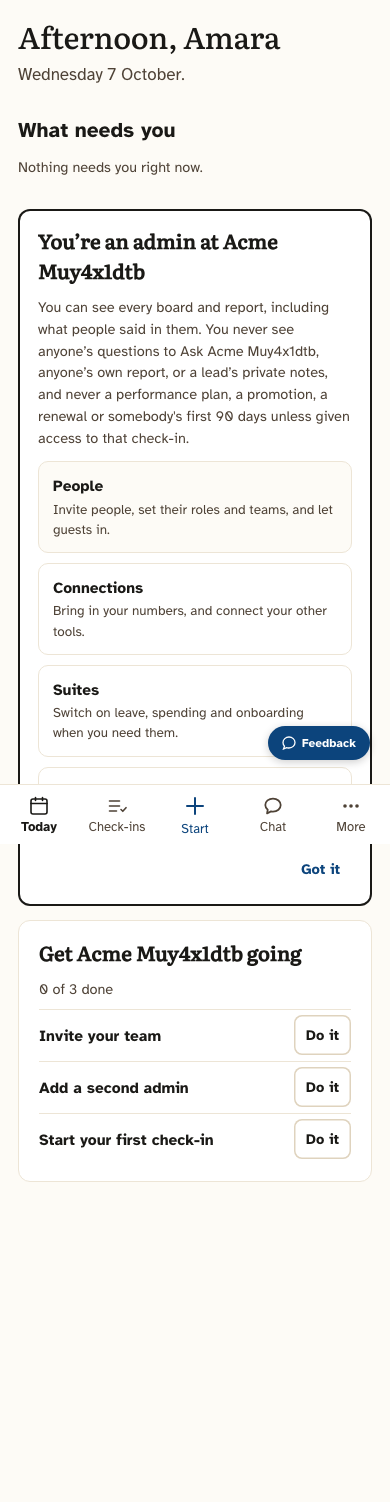 Afternoon, Amara
Wednesday 7 October.
What needs you
Nothing needs you right now.
You’re an admin at Acme
Muy4x1dtb
You can see every board and report, including
what people said in them. You never see
anyone’s questions to Ask Acme Muy4x1dtb,
anyone’s own report, or a lead’s private notes,
and never a performance plan, a promotion, a
renewal or somebody's first 90 days unless given
access to that check-in.
People
Invite people, set their roles and teams, and let
guests in.
Connections
Bring in your numbers, and connect your other
tools.
Suites
Switch on leave, spending and onboarding
when you need them.
Feedback
Today
Check-ins
Start
Chat
More
Got it
Get Acme Muy4x1dtb going
0 of 3 done
Invite your team
Do it
Add a second admin
Do it
Start your first check-in
Do it